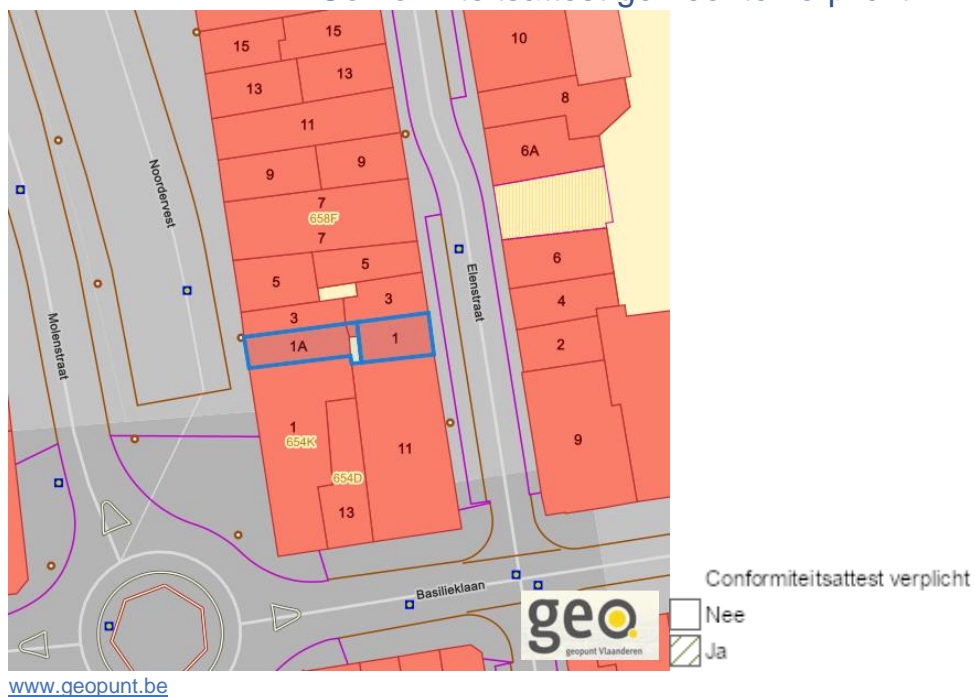 15
15
10
13
13
8
11
6A
9
9
Noordervest
7
658F
7
5
5
6
Elenstraat
3
3
4
Molenstraat
1A
1
2
1
654K
11
9
654D
13
Basilieklaan
Conformiteitsattest verplicht
geo
geopunt Vlaanderen
Nee
Ja
www.geopunt.be